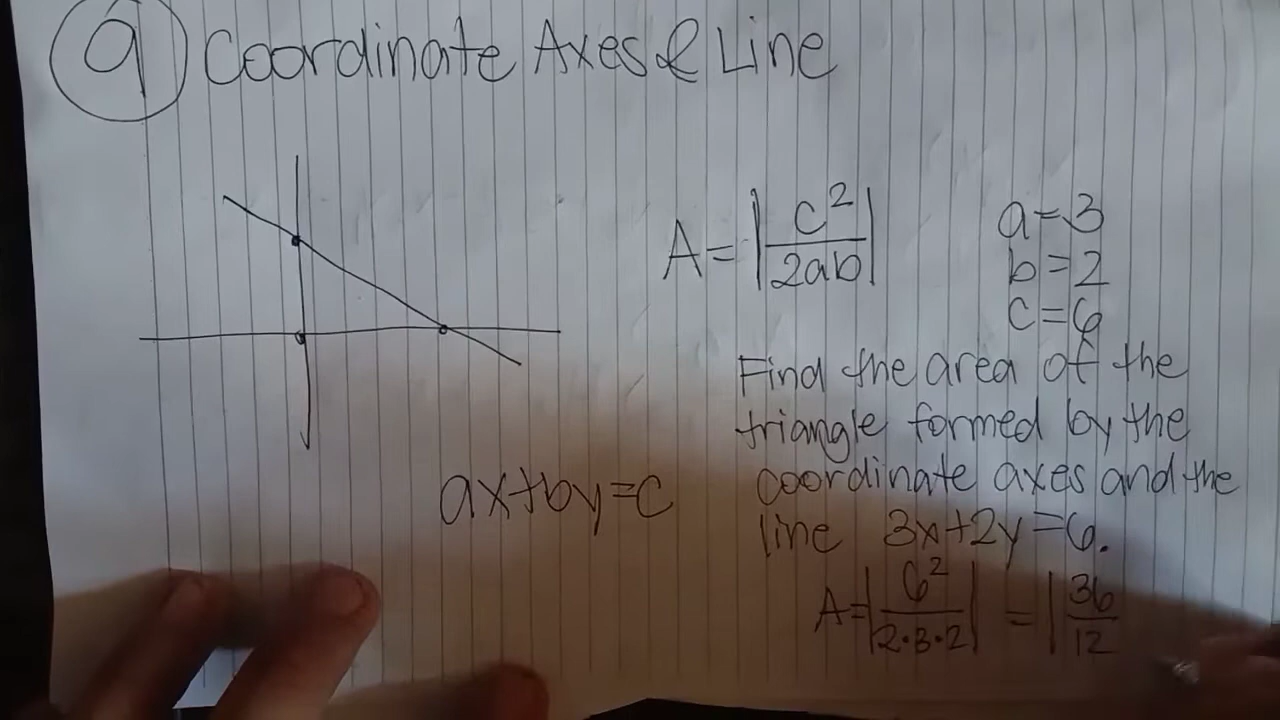 9 Coordinate Axes & Line
A = |c²/2ab|
a=3
b=2
c=6
Find the area of the
triangle formed by the
coordinate axes and the
line 3x+2y=6.
ax+by=c
A=|6²/2·3·2| = |36/12